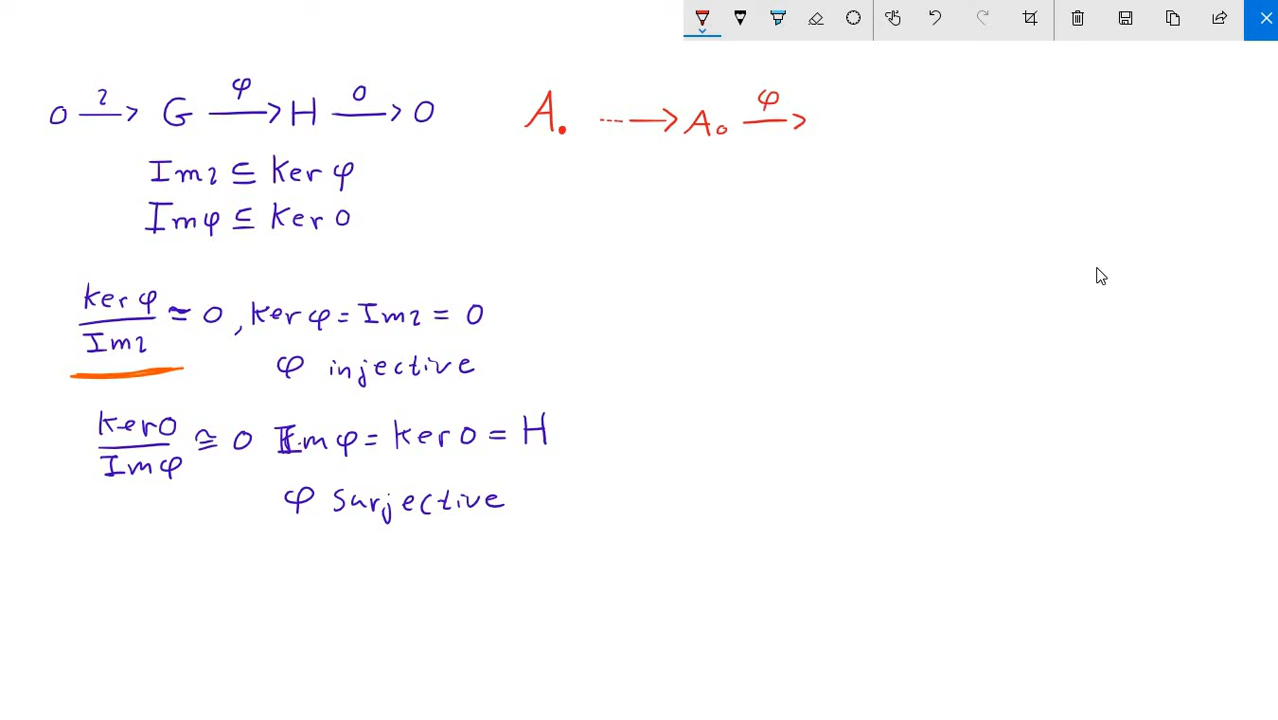 0 —ι→ G —φ→ H —0→ 0
Im ι ⊆ ker φ
Im φ ⊆ ker 0
ker φ / Im ι ≃ 0, ker φ = Im ι = 0
φ injective
ker 0 / Im φ ≅ 0 Im φ = ker 0 = H
φ surjective
A. ⋯→ A₀ —φ→